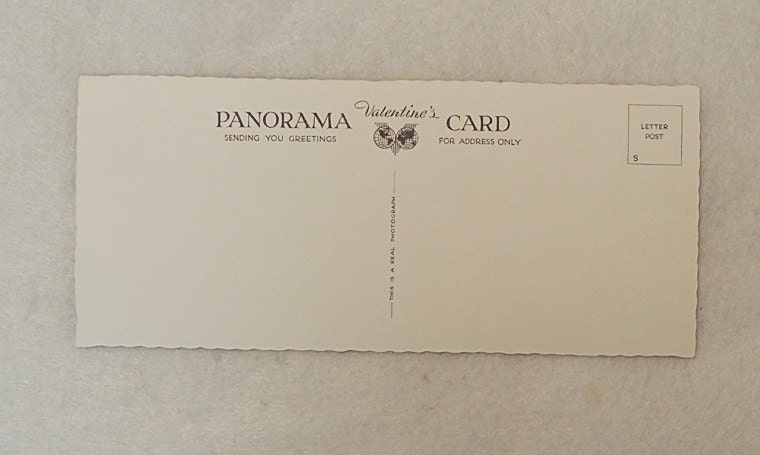 PANORAMA Valentine's CARD
SENDING YOU GREETINGS
FOR ADDRESS ONLY
LETTER
POST
S
THIS IS A REAL PHOTOGRAPH